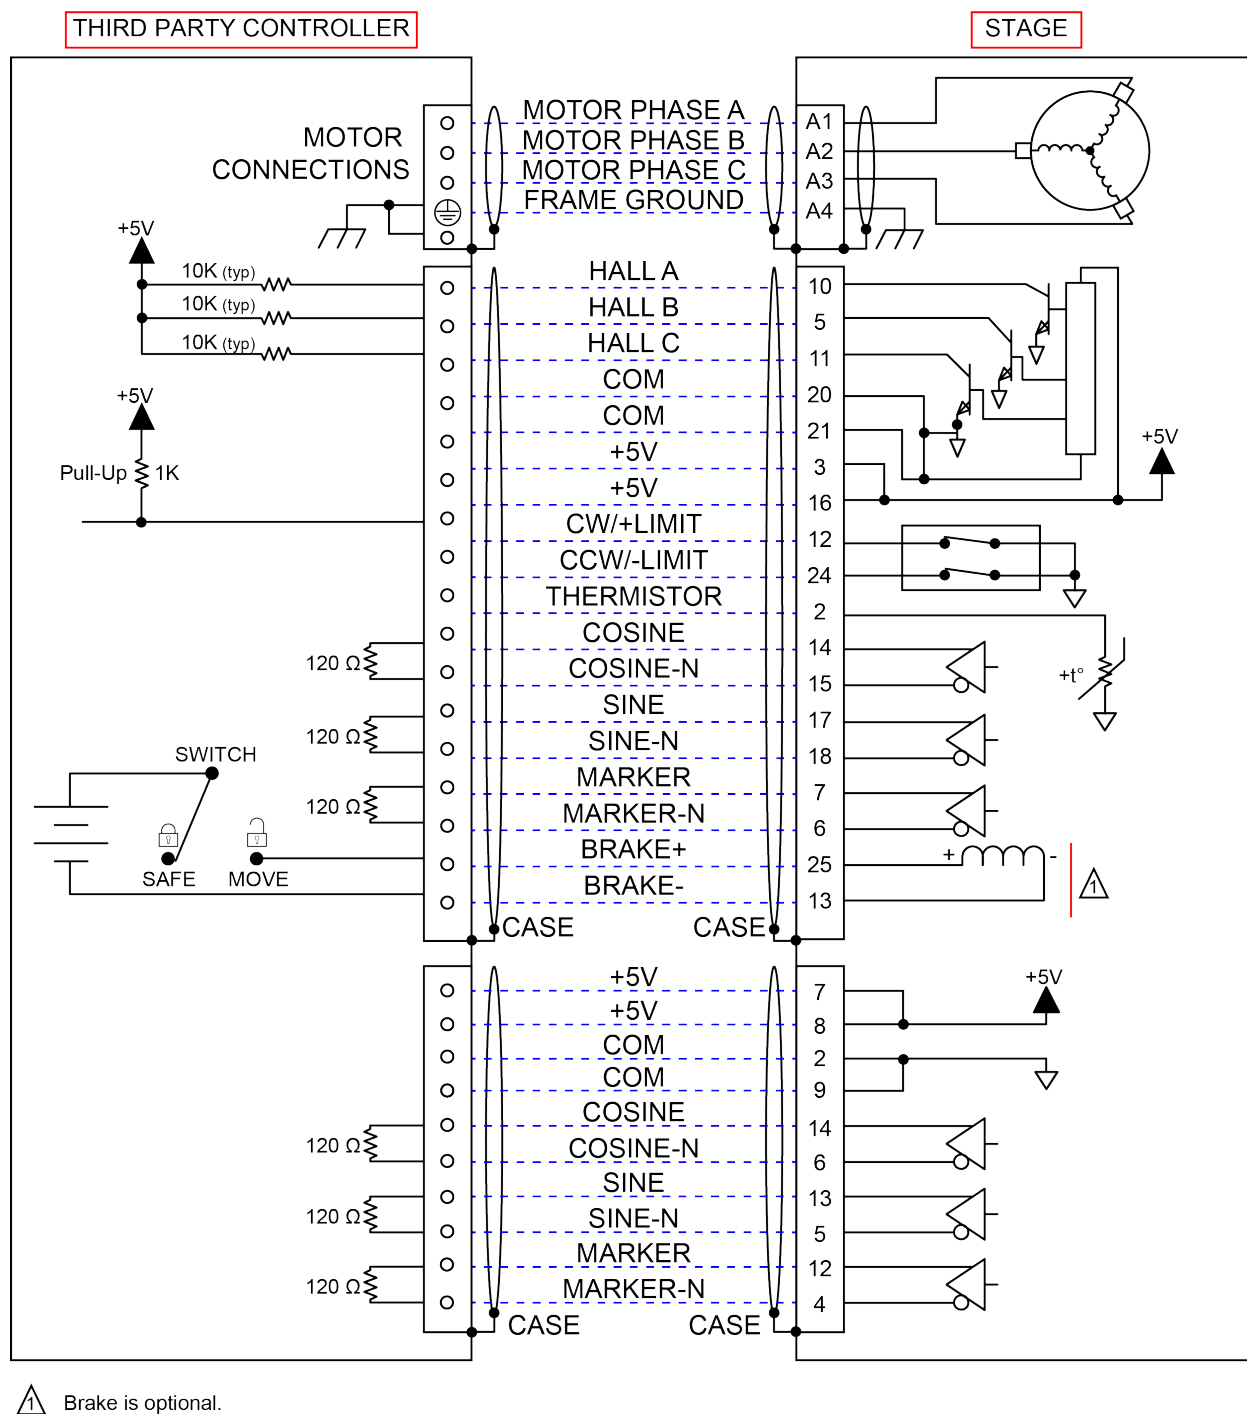 THIRD PARTY CONTROLLER
STAGE
MOTOR
CONNECTIONS
MOTOR PHASE A
A1
MOTOR PHASE B
A2
MOTOR PHASE C
A3
FRAME GROUND
A4
+5V
10K (typ)
10K (typ)
10K (typ)
HALL A
10
HALL B
5
HALL C
11
COM
20
COM
21
+5V
3
+5V
16
+5V
+5V
Pull-Up
1K
CW/+LIMIT
12
CCW/-LIMIT
24
THERMISTOR
2
+t°
COSINE
14
120 Ω
COSINE-N
15
SINE
17
120 Ω
SINE-N
18
MARKER
7
120 Ω
MARKER-N
6
SWITCH
SAFE
MOVE
BRAKE+
25
+
-
1
BRAKE-
13
CASE
CASE
+5V
7
+5V
8
+5V
COM
2
COM
9
COSINE
14
120 Ω
COSINE-N
6
SINE
13
120 Ω
SINE-N
5
MARKER
12
120 Ω
MARKER-N
4
CASE
CASE
1 Brake is optional.